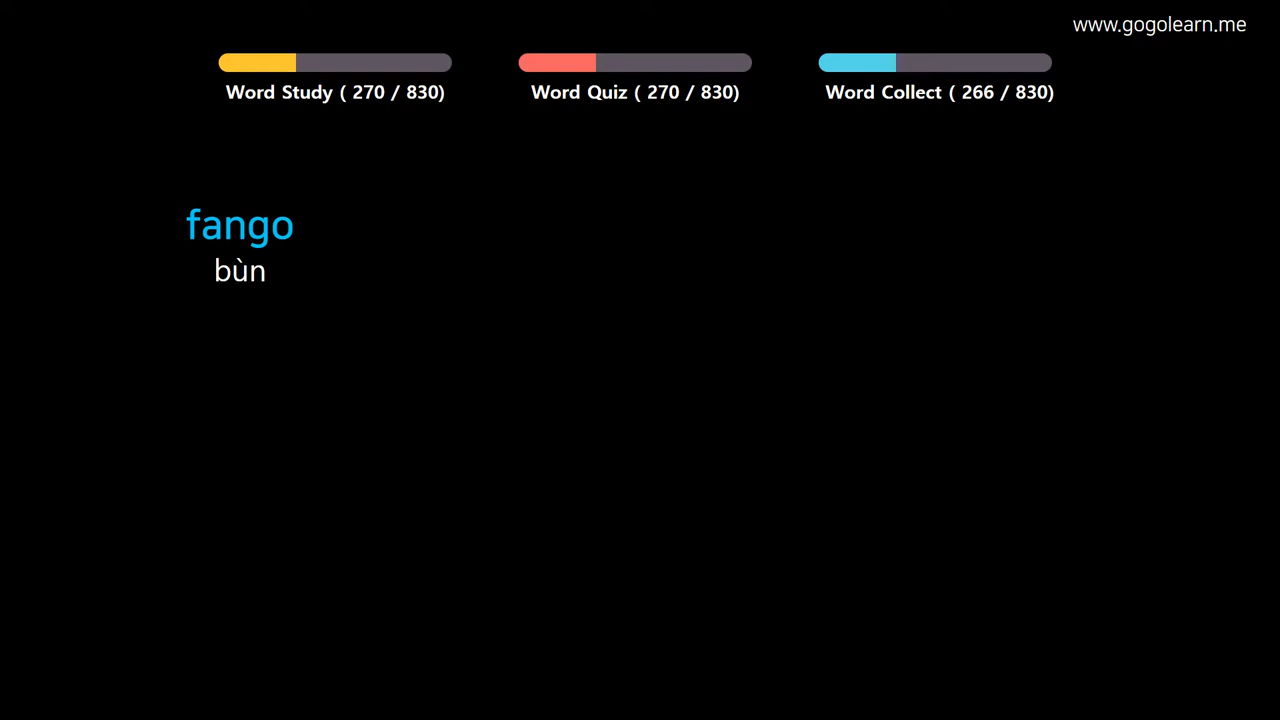 www.gogolearn.me
Word Study ( 270 / 830)
Word Quiz ( 270 / 830)
Word Collect ( 266 / 830)
fango
bùn